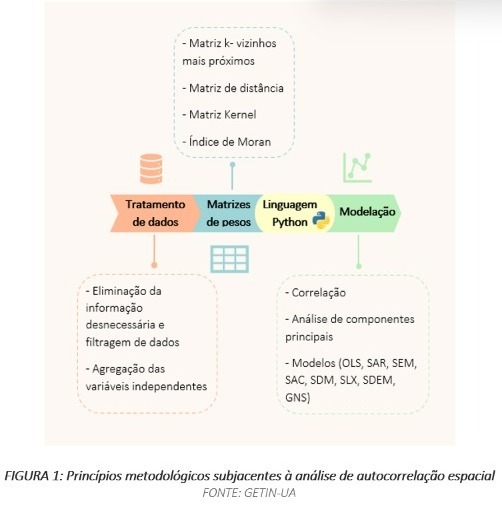 - Matriz k- vizinhos
mais próximos
- Matriz de distância
- Matriz Kernel
- Índice de Moran
Tratamento
de dados
Matrizes
de pesos
Linguagem
Python
Modelação
- Eliminação da
informação
desnecessária e
filtragem de dados
- Agregação das
variáveis independentes
- Correlação
- Análise de componentes
principais
- Modelos (OLS, SAR, SEM,
SAC, SDM, SLX, SDEM,
GNS)
FIGURA 1: Princípios metodológicos subjacentes à análise de autocorrelação espacial
FONTE: GETIN-UA